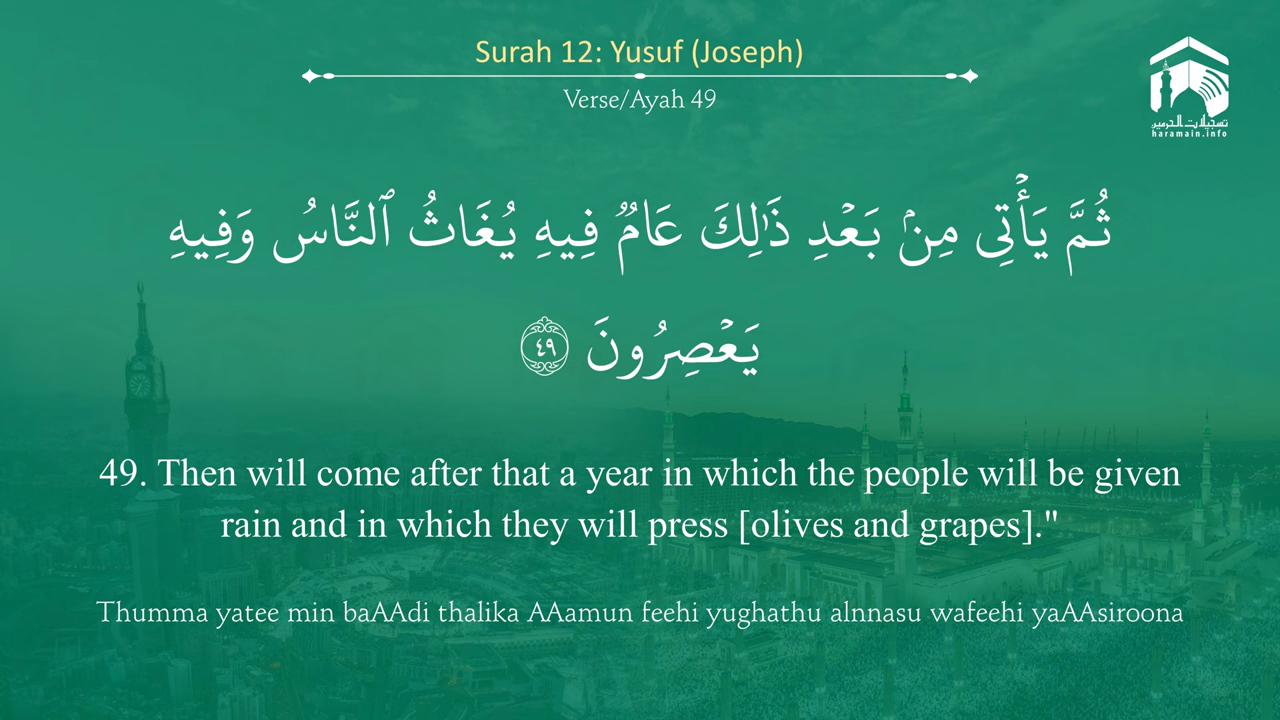 Surah 12: Yusuf (Joseph)
Verse/Ayah 49
تسجيلات الحرمين
haramain.info
ثُمَّ يَأۡتِى مِنۢ بَعۡدِ ذَٰلِكَ عَامٌ فِيهِ يُغَاثُ ٱلنَّاسُ وَفِيهِ
يَعۡصِرُونَ ٤٩
49. Then will come after that a year in which the people will be given
rain and in which they will press [olives and grapes]."
Thumma yatee min baAAdi thalika AAamun feehi yughathu alnnasu wafeehi yaAAsiroona